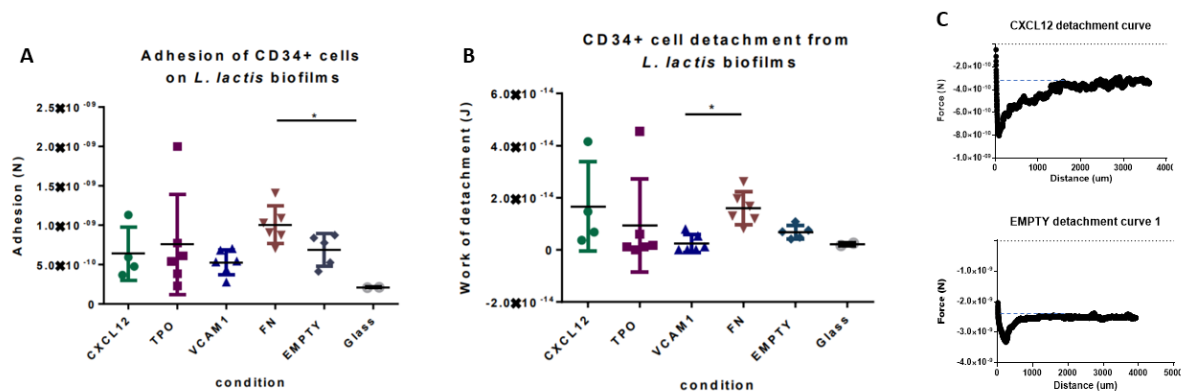 A
Adhesion of CD34+ cells
on L. lactis biofilms
Adhesion (N)
2.5✖10 -09
2.0✖10 -09
1.5✖10 -09
1.0✖10 -09
5.0✖10 -10
0
CXCL12
TPO
VCAM1
FN
EMPTY
Glass
*
condition
B
CD34+ cell detachment from
L. lactis biofilms
Work of detachment (J)
6.0✖10 -14
4.0✖10 -14
2.0✖10 -14
0
-2.0✖10 -14
CXCL12
TPO
VCAM1
FN
EMPTY
Glass
*
condition
C
CXCL12 detachment curve
Force (N)
-2.0×10 -10
-4.0×10 -10
-6.0×10 -10
-8.0×10 -10
0 1000 2000 3000 4000
Distance (um)
EMPTY detachment curve 1
Force (N)
-1.0×10 -9
-2.0×10 -9
-3.0×10 -9
-4.0×10 -9
0 1000 2000 3000 4000 5000
Distance (um)